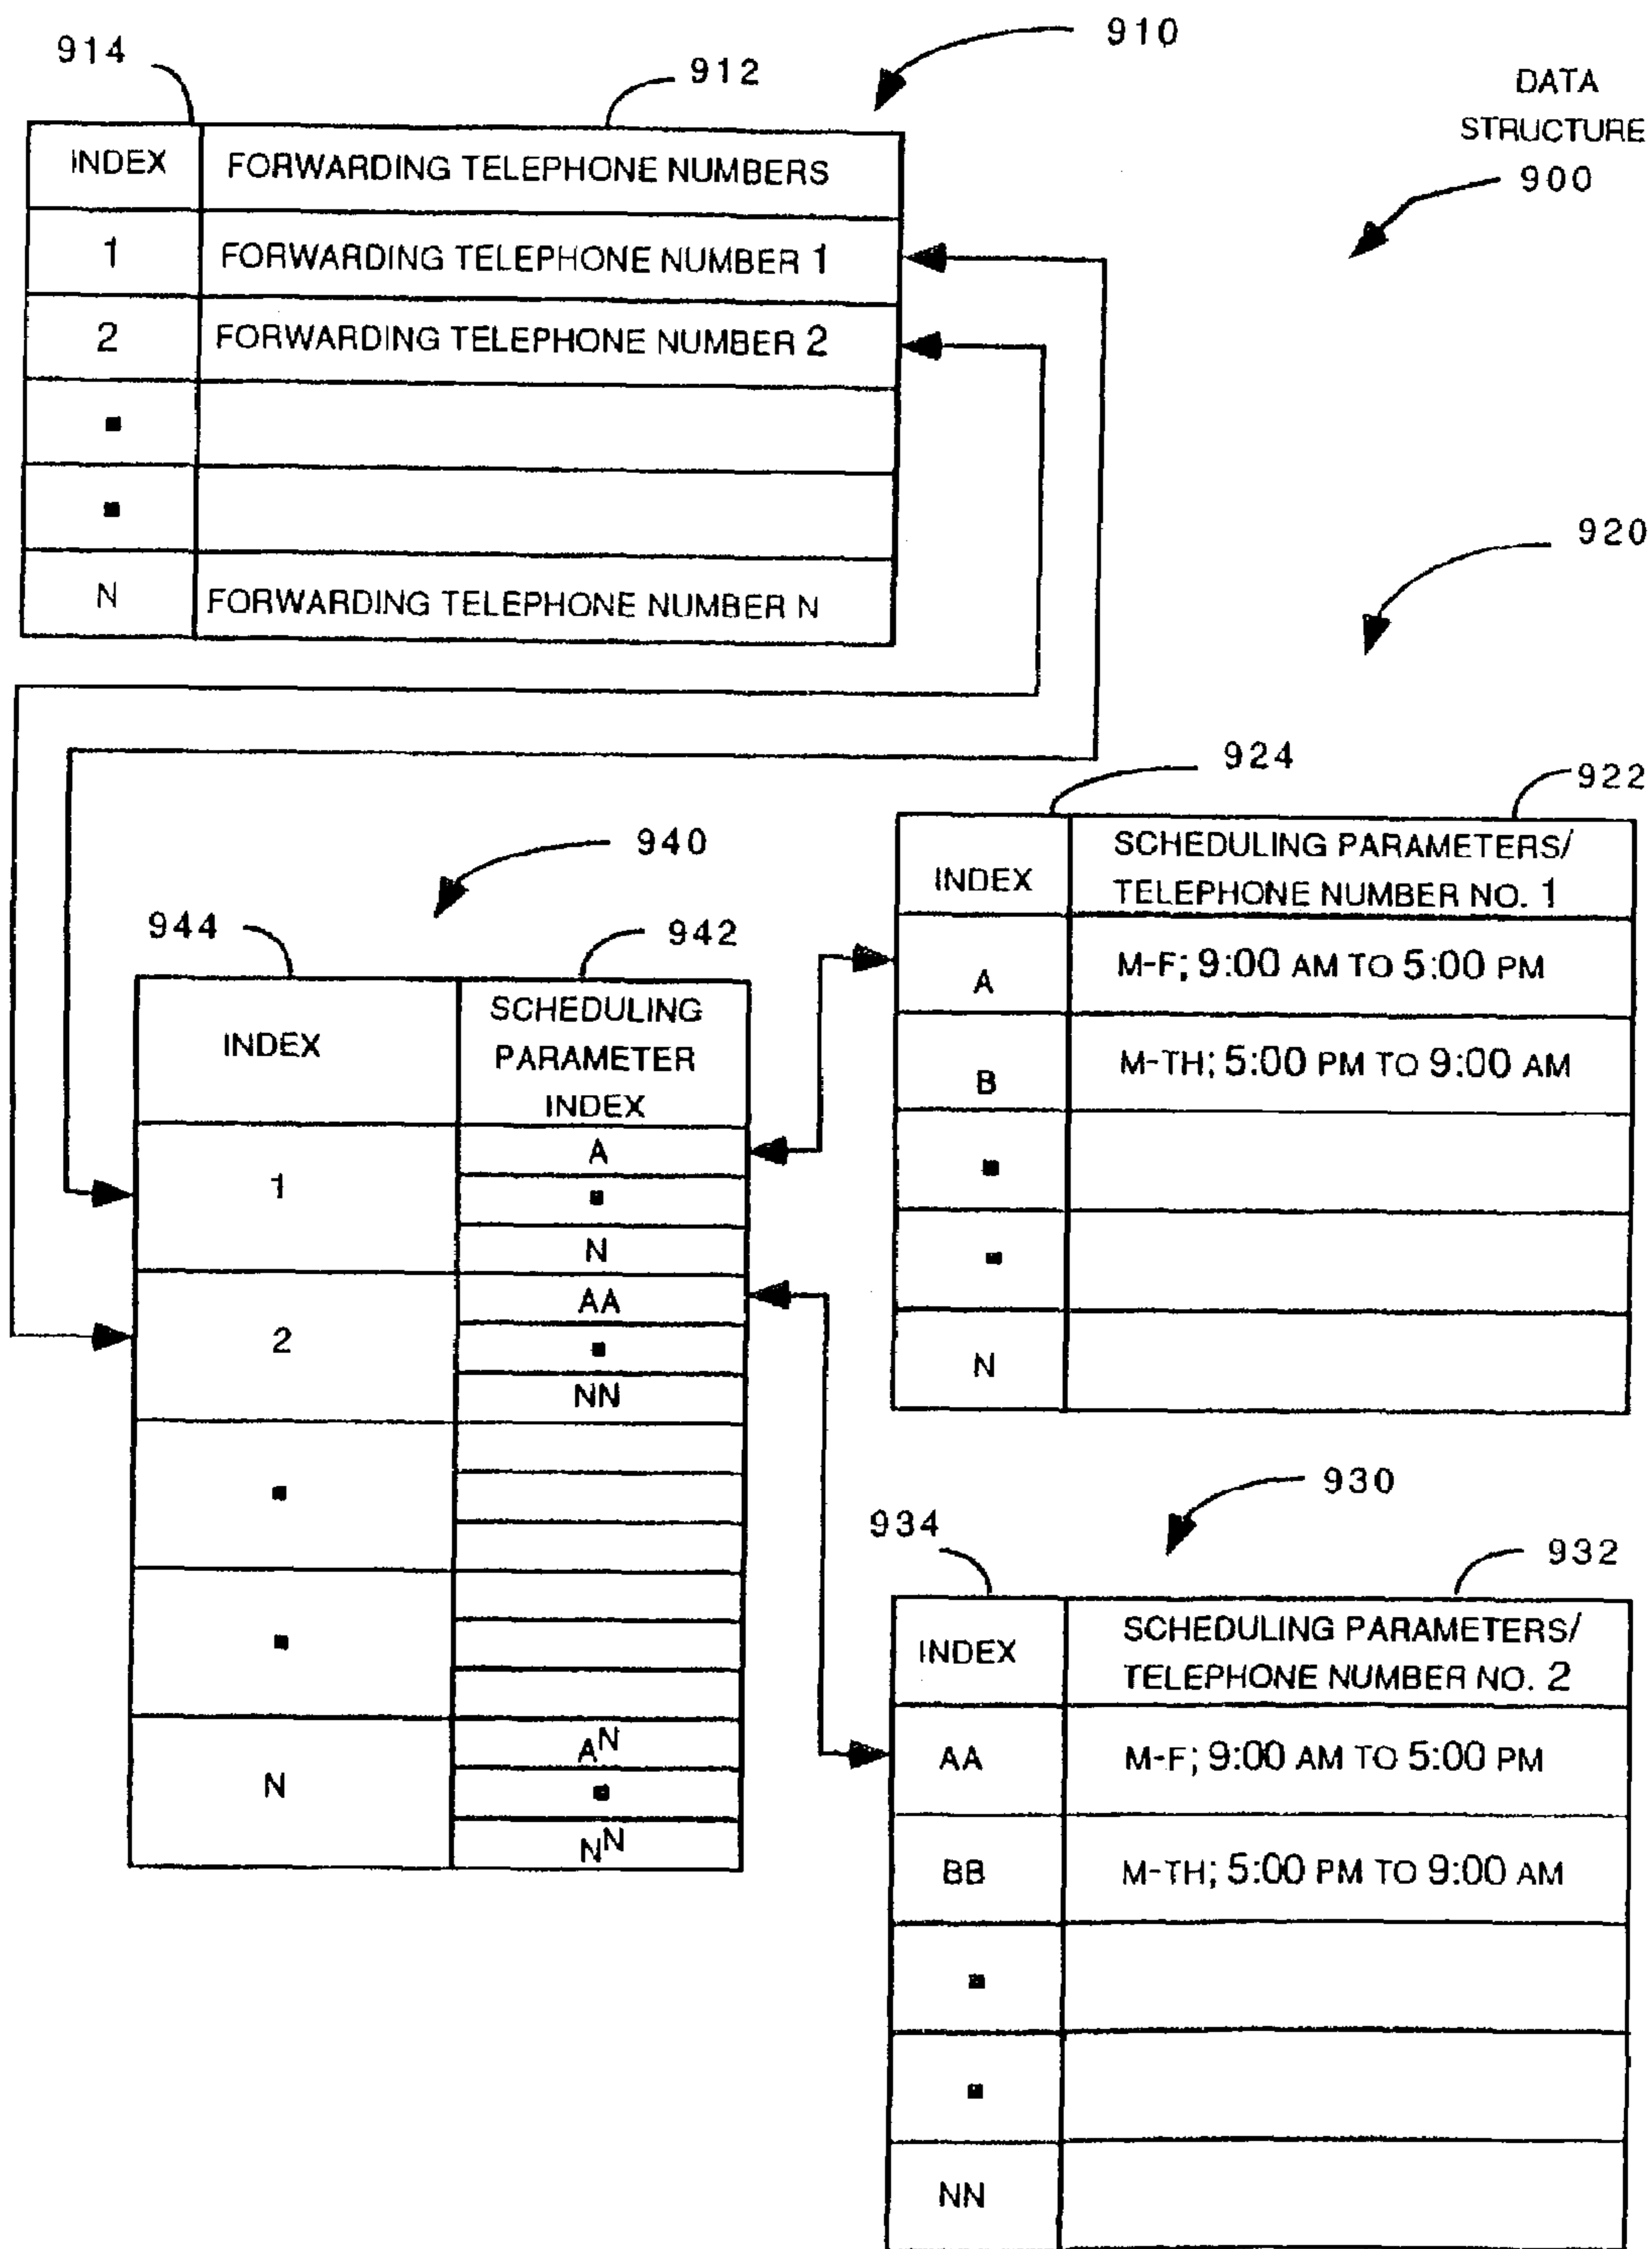 914
912
910
DATA
STRUCTURE
900
INDEX FORWARDING TELEPHONE NUMBERS
1 FORWARDING TELEPHONE NUMBER 1
2 FORWARDING TELEPHONE NUMBER 2
N FORWARDING TELEPHONE NUMBER N
920
924
922
INDEX
SCHEDULING PARAMETERS/
TELEPHONE NUMBER NO. 1
A M-F; 9:00 AM TO 5:00 PM
B M-TH; 5:00 PM TO 9:00 AM
N
940
944
942
INDEX
SCHEDULING
PARAMETER
INDEX
1
A
N
2
AA
NN
N
A^N
N^N
930
934
932
INDEX
SCHEDULING PARAMETERS/
TELEPHONE NUMBER NO. 2
AA M-F; 9:00 AM TO 5:00 PM
BB M-TH; 5:00 PM TO 9:00 AM
NN